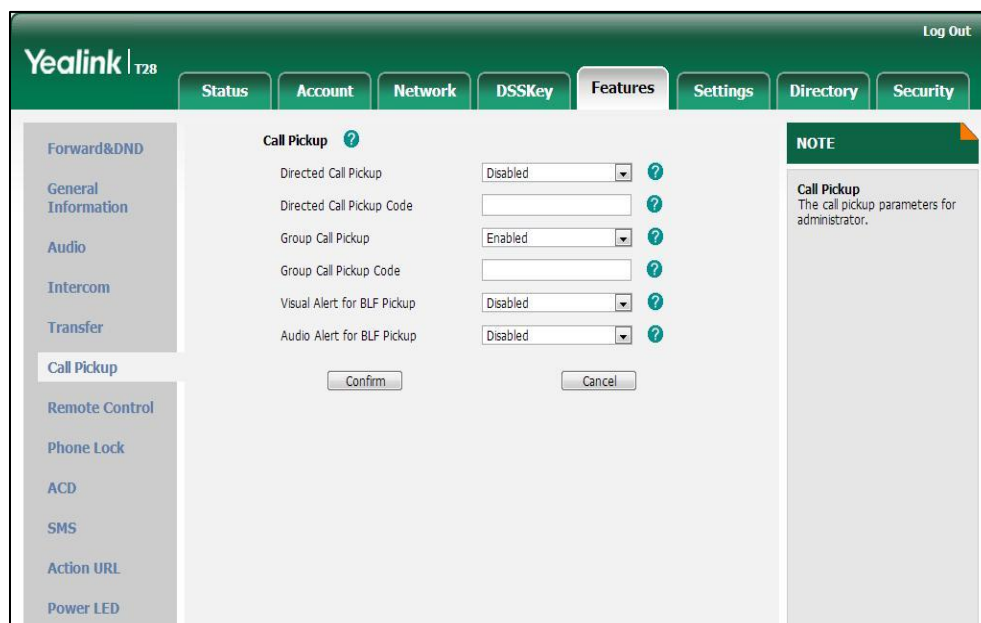 Log Out
Yealink T28
Status Account Network DSSKey Features Settings Directory Security
Forward&DND
General
Information
Audio
Intercom
Transfer
Call Pickup
Remote Control
Phone Lock
ACD
SMS
Action URL
Power LED
Call Pickup ?
Directed Call Pickup Disabled ?
Directed Call Pickup Code ?
Group Call Pickup Enabled ?
Group Call Pickup Code ?
Visual Alert for BLF Pickup Disabled ?
Audio Alert for BLF Pickup Disabled ?
Confirm Cancel
NOTE
Call Pickup
The call pickup parameters for
administrator.